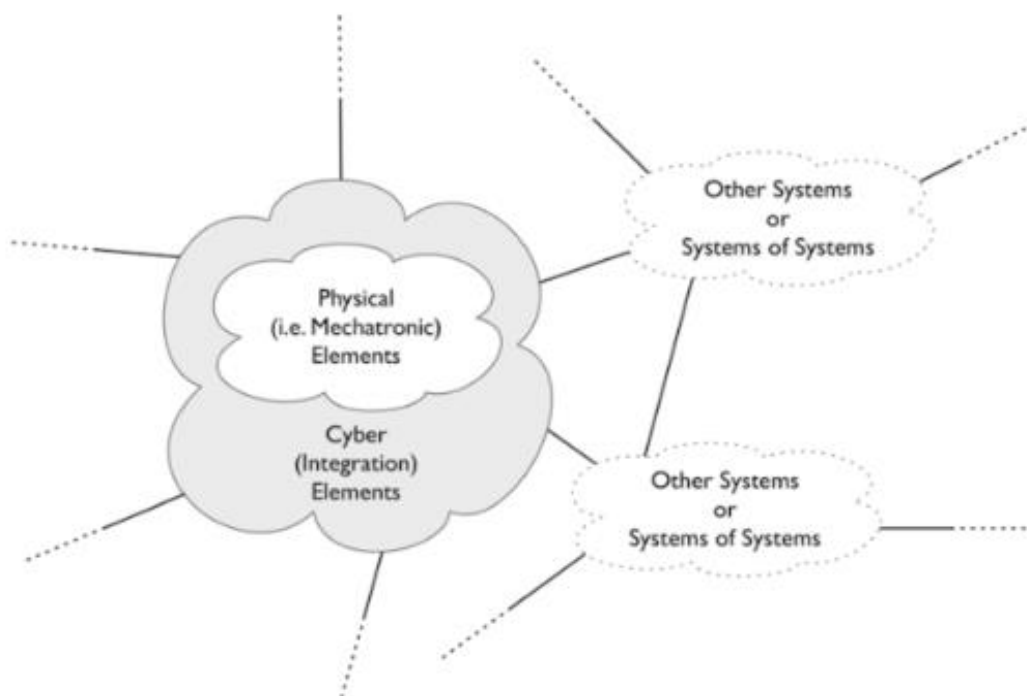 Other Systems
or
Systems of Systems
Physical
(i.e. Mechatronic)
Elements
Cyber
(Integration)
Elements
Other Systems
or
Systems of Systems